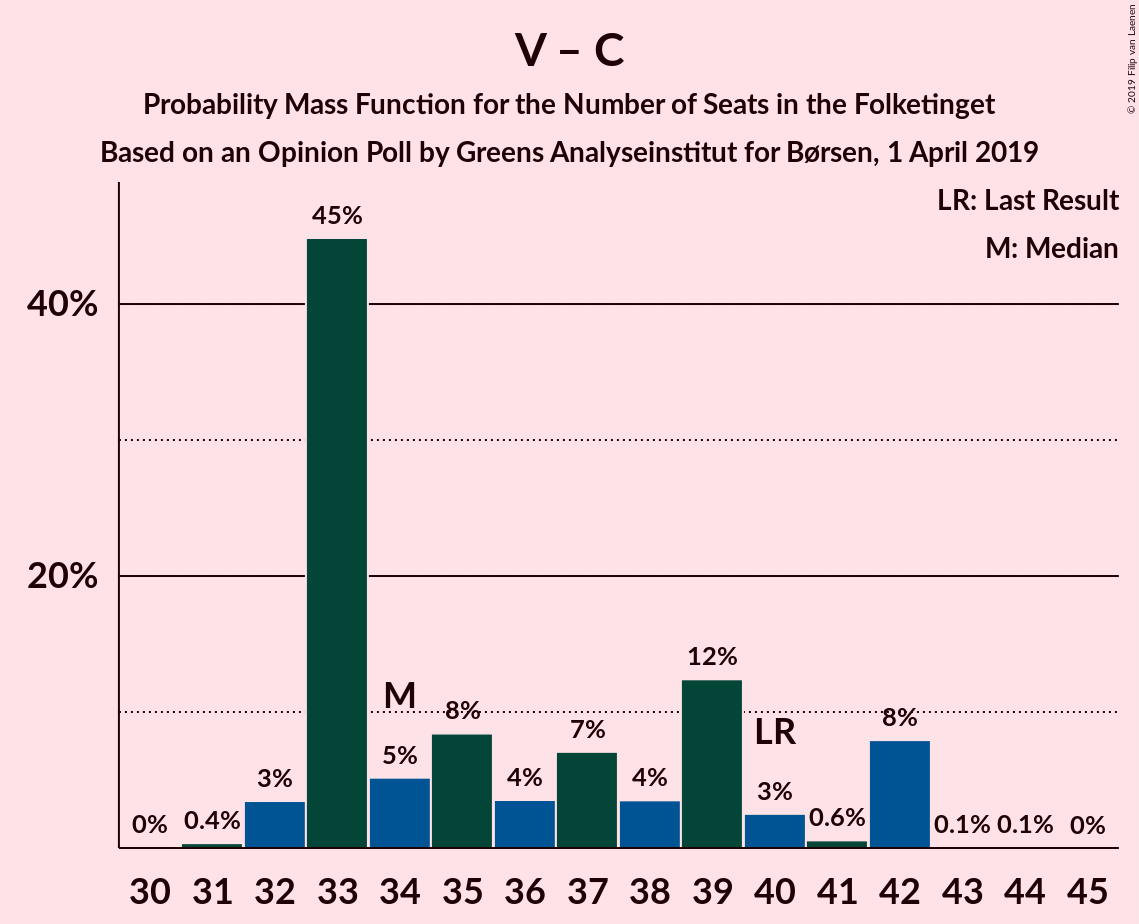 V – C
Probability Mass Function for the Number of Seats in the Folketinget
Based on an Opinion Poll by Greens Analyseinstitut for Børsen, 1 April 2019
© 2019 Filip van Laenen
LR: Last Result
M: Median
45%
40%
20%
12%
M
8%
8%
LR
7%
5%
4%
4%
3%
3%
0%
0.4%
0.6%
0.1%
0.1%
0%
30 31 32 33 34 35 36 37 38 39 40 41 42 43 44 45